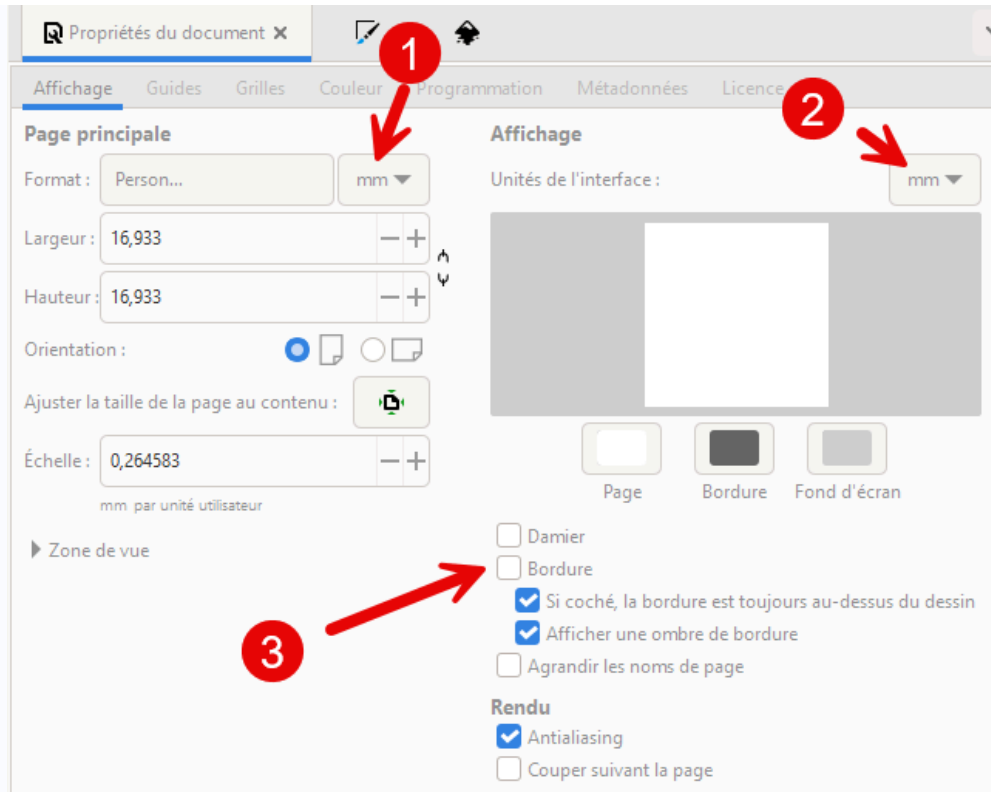 Propriétés du document
1
Affichage Guides Grilles Couleur Programmation Métadonnées Licence
2
Page principale
Format : Person... mm
Largeur : 16,933
Hauteur : 16,933
Orientation :
Ajuster la taille de la page au contenu :
Échelle : 0,264583
mm par unité utilisateur
Zone de vue
3
Affichage
Unités de l'interface : mm
Page Bordure Fond d'écran
Damier
Bordure
Si coché, la bordure est toujours au-dessus du dessin
Afficher une ombre de bordure
Agrandir les noms de page
Rendu
Antialiasing
Couper suivant la page